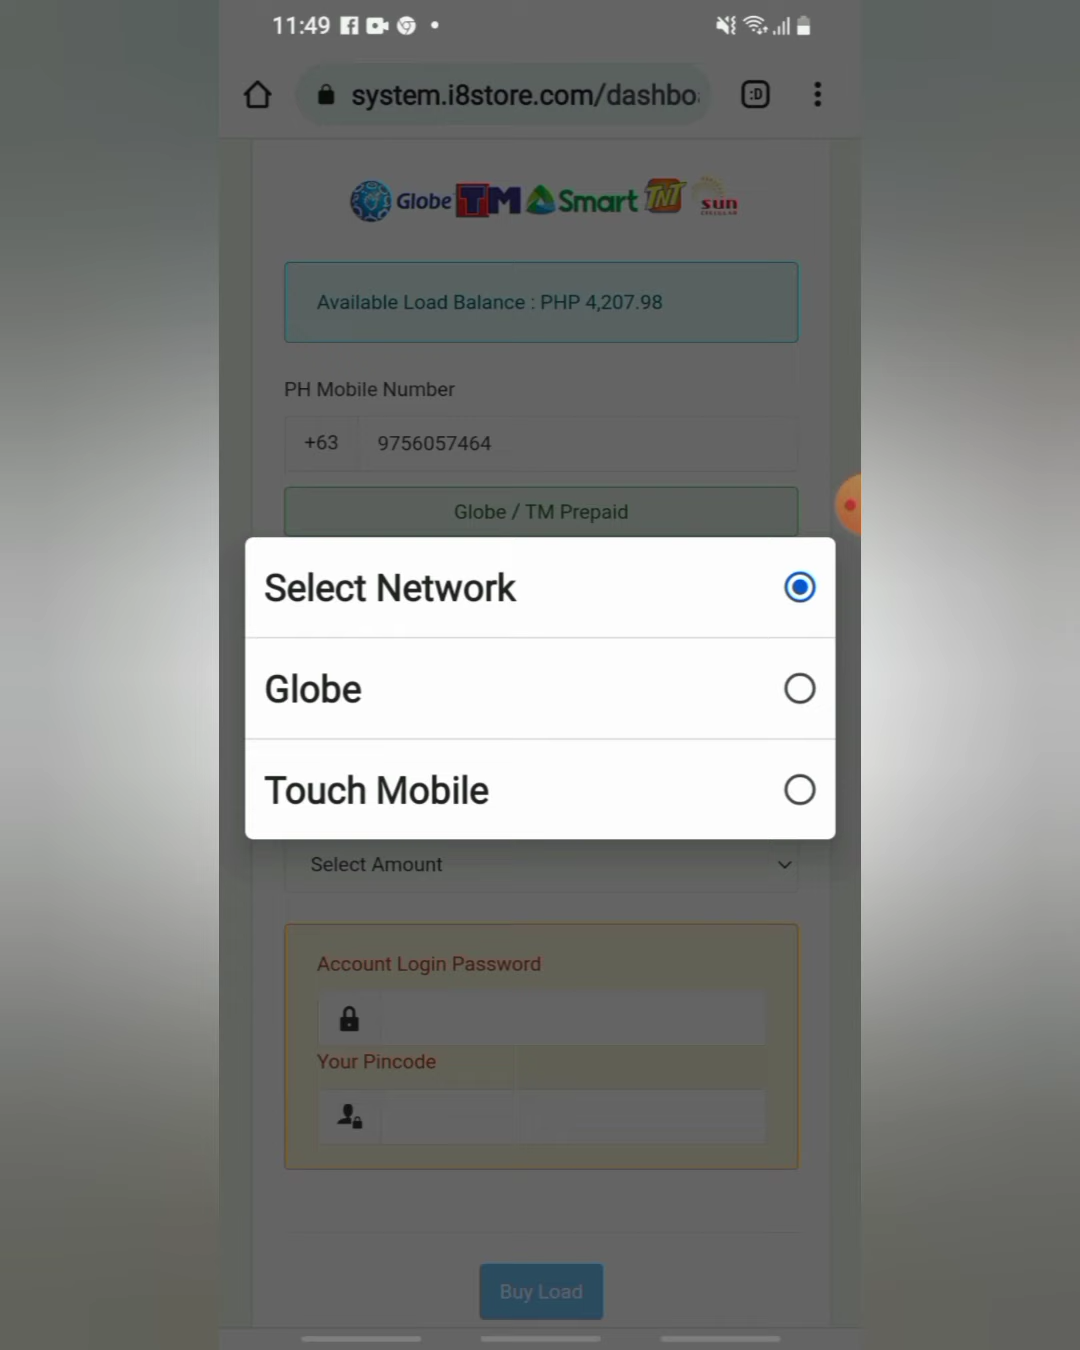 11:49
system.i8store.com/dashbo
:D
Globe TM Smart TNT sun
CELLULAR
Available Load Balance : PHP 4,207.98
PH Mobile Number
+63 9756057464
Globe / TM Prepaid
Select Network
Globe
Touch Mobile
Select Amount
Account Login Password
Your Pincode
Buy Load